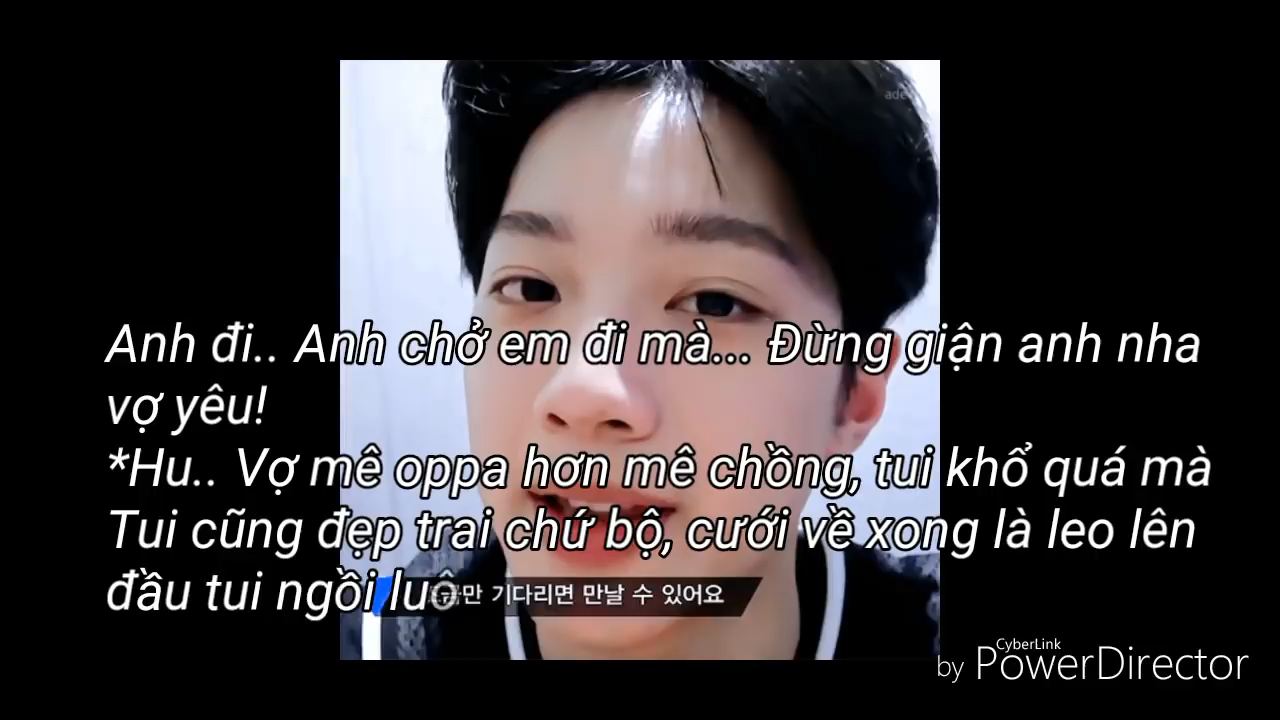 ade
Anh đi.. Anh chở em đi mà... Đừng giận anh nha
vợ yêu!
*Hu.. Vợ mê oppa hơn mê chồng, tui khổ quá mà
Tui cũng đẹp trai chứ bộ, cưới về xong là leo lên
đầu tui ngồi luô
기다리면 만날 수 있어요
CyberLink
by PowerDirector